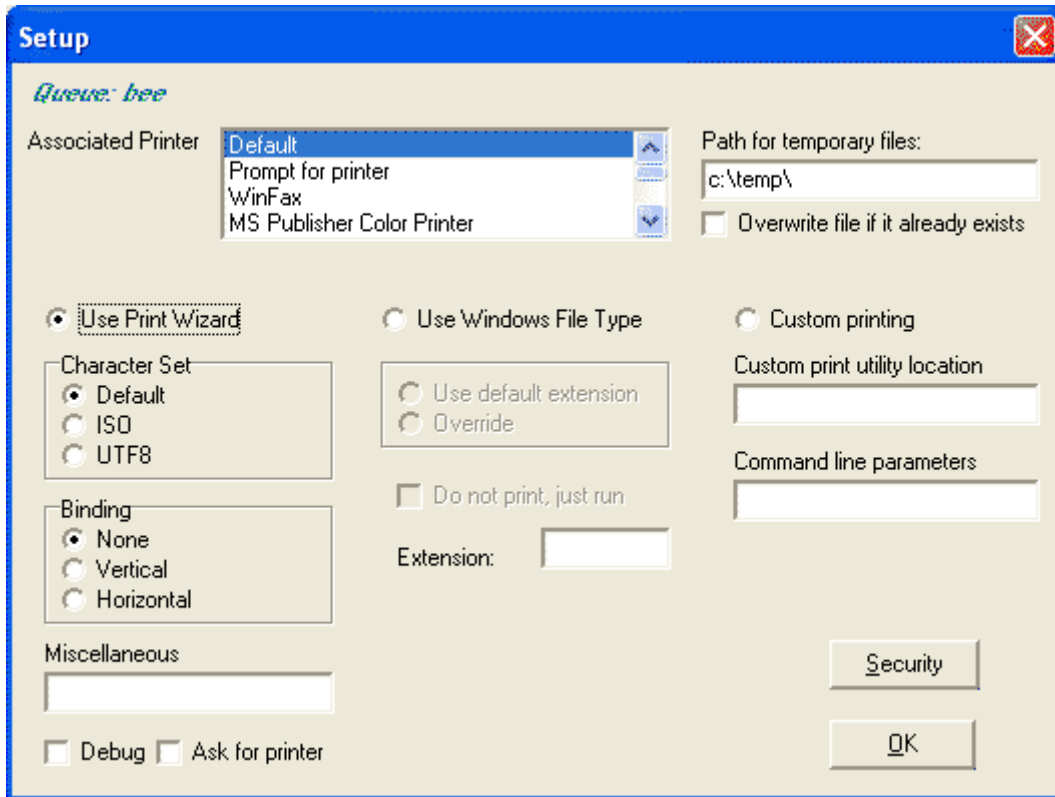 Setup
Queue: bee
Associated Printer
Default
Prompt for printer
WinFax
MS Publisher Color Printer
Path for temporary files:
c:\temp\
Overwrite file if it already exists
Use Print Wizard
Use Windows File Type
Custom printing
Character Set
Default
ISO
UTF8
Use default extension
Override
Custom print utility location
Command line parameters
Binding
None
Vertical
Horizontal
Do not print, just run
Extension:
Miscellaneous
Security
Debug
Ask for printer
OK